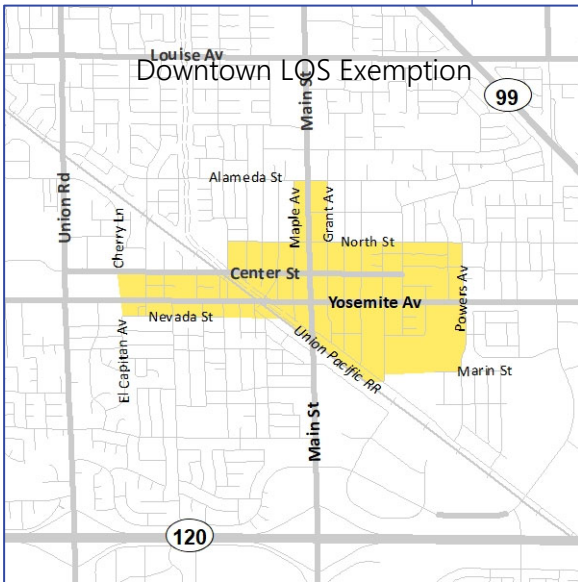 Louise Av
Downtown LOS Exemption
Main St
99
Alameda St
Union Rd
Cherry Ln
Maple Av
Grant Av
North St
Center St
Powers Av
Yosemite Av
Nevada St
El Capitan Av
Union Pacific RR
Marin St
Main St
120